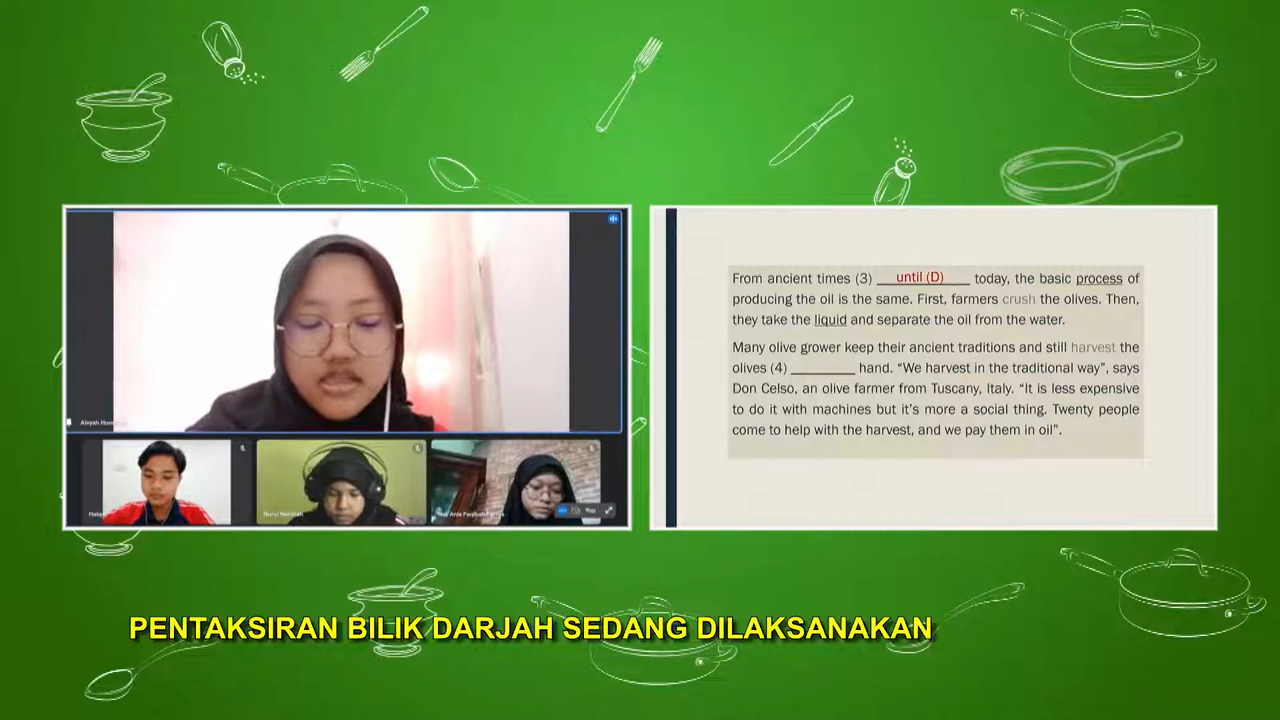 From ancient times (3) until (D) today, the basic process of
producing the oil is the same. First, farmers crush the olives. Then,
they take the liquid and separate the oil from the water.
Many olive grower keep their ancient traditions and still harvest the
olives (4) __________ hand. “We harvest in the traditional way”, says
Don Celso, an olive farmer from Tuscany, Italy. “It is less expensive
to do it with machines but it’s more a social thing. Twenty people
come to help with the harvest, and we pay them in oil”.
You
PENTAKSIRAN BILIK DARJAH SEDANG DILAKSANAKAN